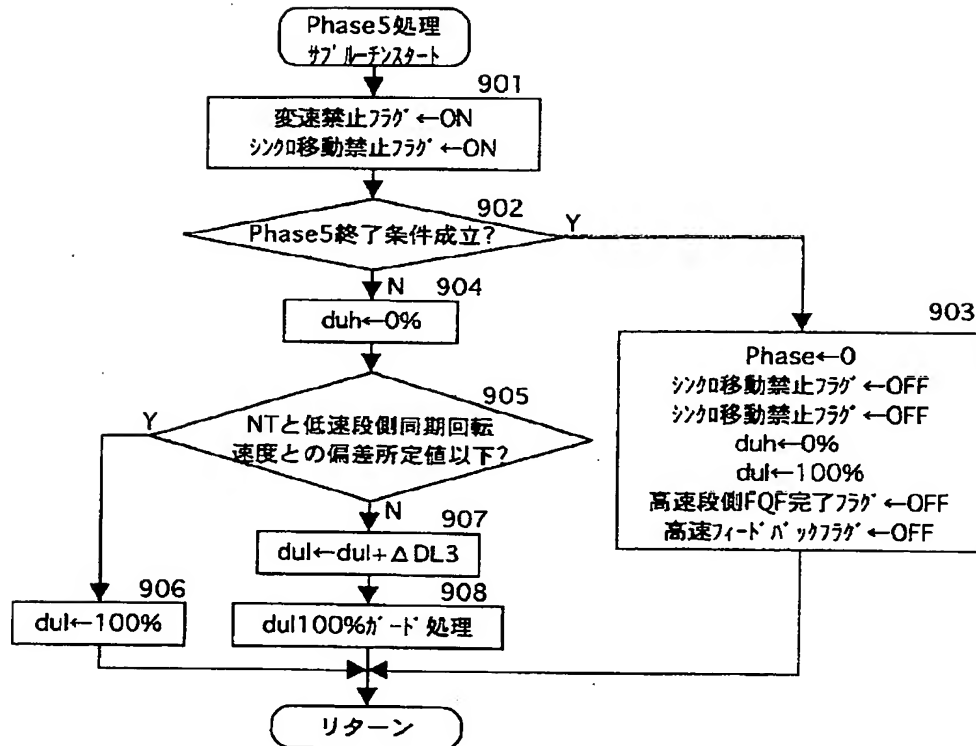 Phase5処理
ｻﾌﾞﾙｰﾁﾝｽﾀｰﾄ
901
変速禁止ﾌﾗｸﾞ←ON
ｼﾝｸﾛ移動禁止ﾌﾗｸﾞ←ON
902
Phase5終了条件成立?
Y
N
904
duh←0%
903
Phase←0
ｼﾝｸﾛ移動禁止ﾌﾗｸﾞ←OFF
ｼﾝｸﾛ移動禁止ﾌﾗｸﾞ←OFF
duh←0%
dul←100%
高速段側FQF完了ﾌﾗｸﾞ←OFF
高速ﾌｨｰﾄﾞﾊﾞｯｸﾌﾗｸﾞ←OFF
905
Y
NTと低速段側同期回転
速度との偏差所定値以下?
N
907
dul←dul+ΔDL3
906
dul←100%
908
dul100%ｶﾞｰﾄﾞ処理
リターン